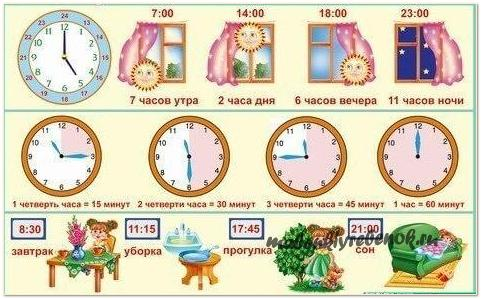 7:00 14:00 18:00 23:00
7 часов утра 2 часа дня 6 часов вечера 11 часов ночи
1 четверть часа = 15 минут 2 четверти часа = 30 минут 3 четверти часа = 45 минут 1 час = 60 минут
8:30 11:15 17:45 21:00
завтрак уборка прогулка сон